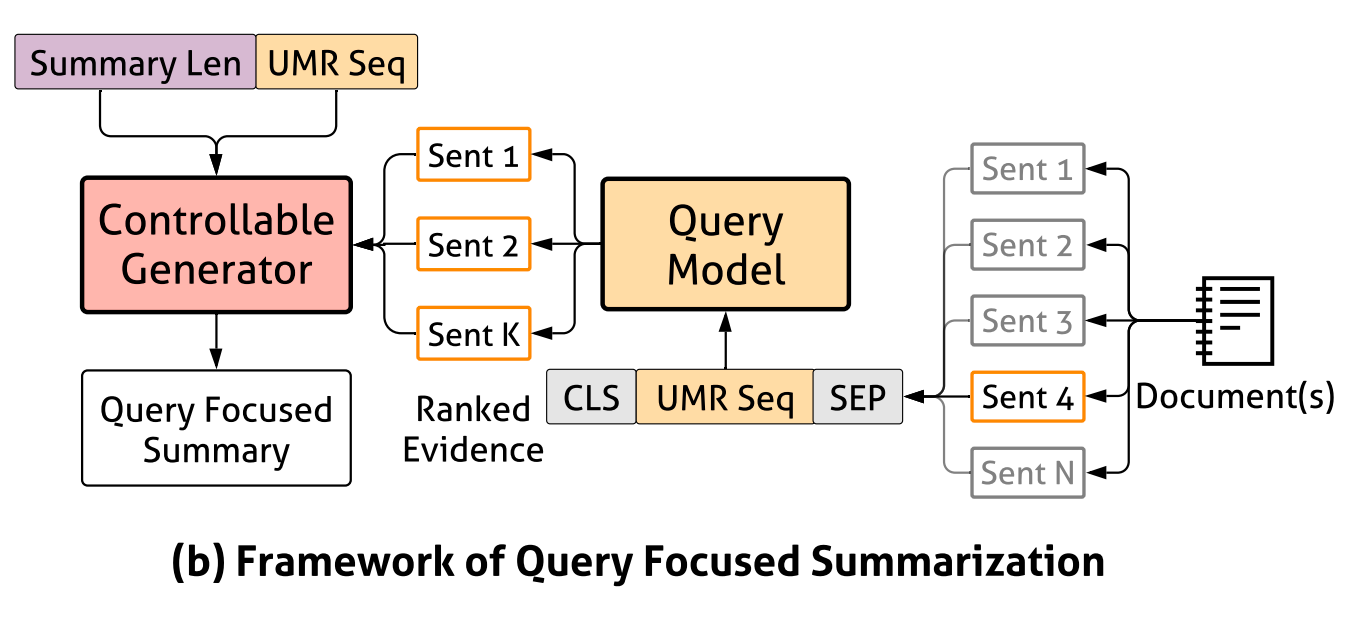 Summary Len UMR Seq
Controllable
Generator
Query Focused
Summary
Sent 1
Sent 2
Sent K
Ranked
Evidence
Query
Model
CLS UMR Seq SEP
Sent 1
Sent 2
Sent 3
Sent 4
Sent N
Document(s)
(b) Framework of Query Focused Summarization